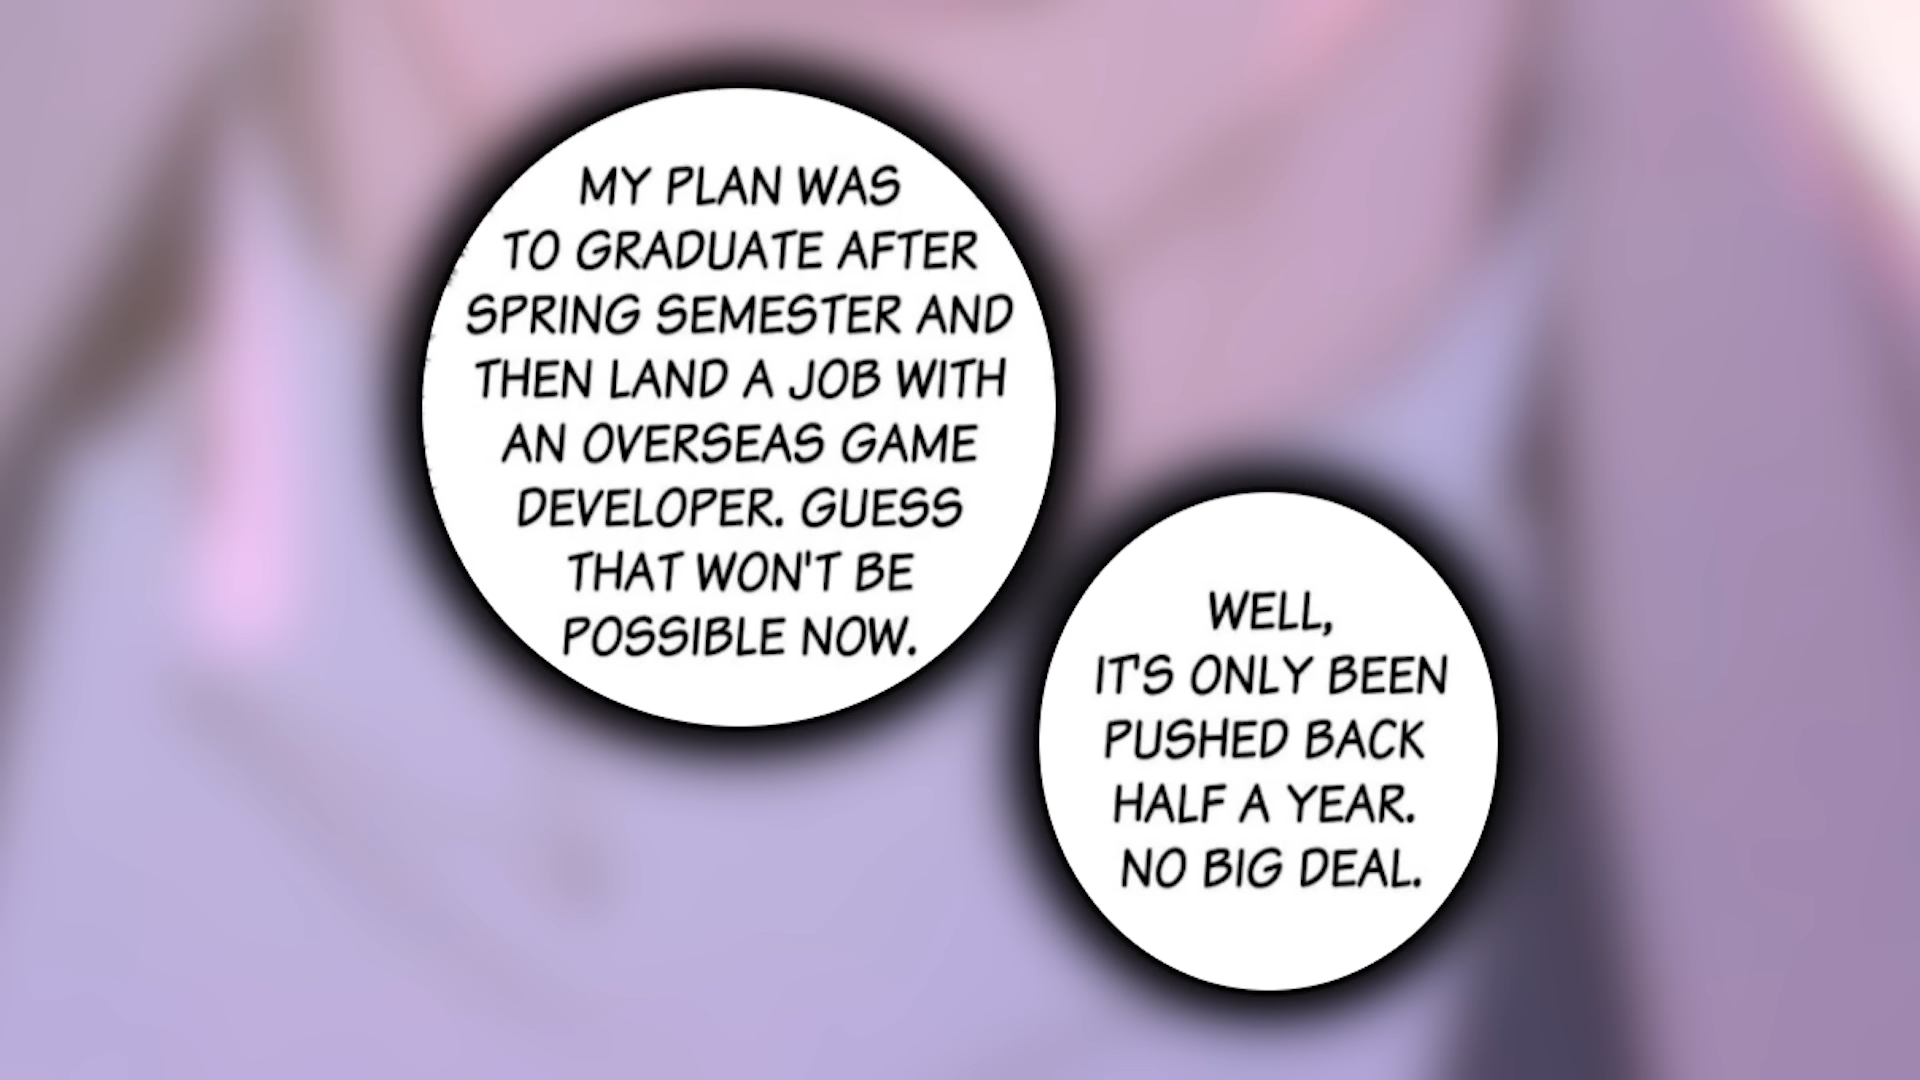 MY PLAN WAS
TO GRADUATE AFTER
SPRING SEMESTER AND
THEN LAND A JOB WITH
AN OVERSEAS GAME
DEVELOPER. GUESS
THAT WON'T BE
POSSIBLE NOW.
WELL,
IT'S ONLY BEEN
PUSHED BACK
HALF A YEAR.
NO BIG DEAL.